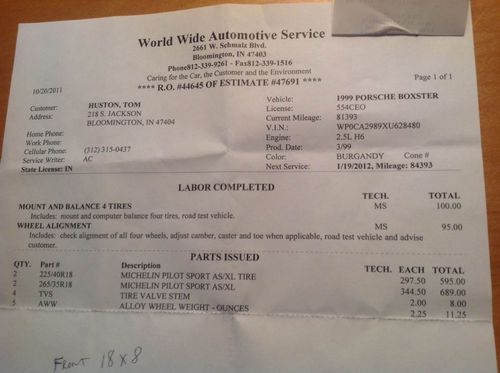 World Wide Automotive Service
2661 W. Schmalz Blvd.
Bloomington, IN 47403
Phone812-339-9261 - Fax812-339-1516
Caring for the Car, the Customer and the Environment
10/20/2011 **** R.O. #44645 OF ESTIMATE #47691 **** Page 1 of 1
Customer: HUSTON, TOM
Address: 218 S. JACKSON
BLOOMINGTON, IN 47404
Home Phone:
Work Phone:
Cellular Phone: (312) 315-0437
Service Writer: AC
State License: IN
Vehicle: 1999 PORSCHE BOXSTER
License: 554CEO
Current Mileage: 81393
V.I.N.: WP0CA2989XU628480
Engine: 2.5L H6
Prod. Date: 3/99
Color: BURGANDY Cone #
Next: 1/19/2012, Mileage: 84393
LABOR COMPLETED
TECH. TOTAL
MOUNT AND BALANCE 4 TIRES MS 100.00
Includes: mount and computer balance four tires, road test vehicle.
WHEEL ALIGNMENT MS 95.00
Includes: check alignment of all four wheels, adjust camber, caster and toe when applicable, road test vehicle and advise
customer.
PARTS ISSUED
QTY. Part # Description TECH. EACH TOTAL
2 225/40R18 MICHELIN PILOT SPORT AS/XL TIRE 297.50 595.00
2 265/35R18 MICHELIN PILOT SPORT AS/XL 344.50 689.00
4 TVS TIRE VALVE STEM 2.00 8.00
5 AWW ALLOY WHEEL WEIGHT - OUNCES 2.25 11.25
Front 18 X 8